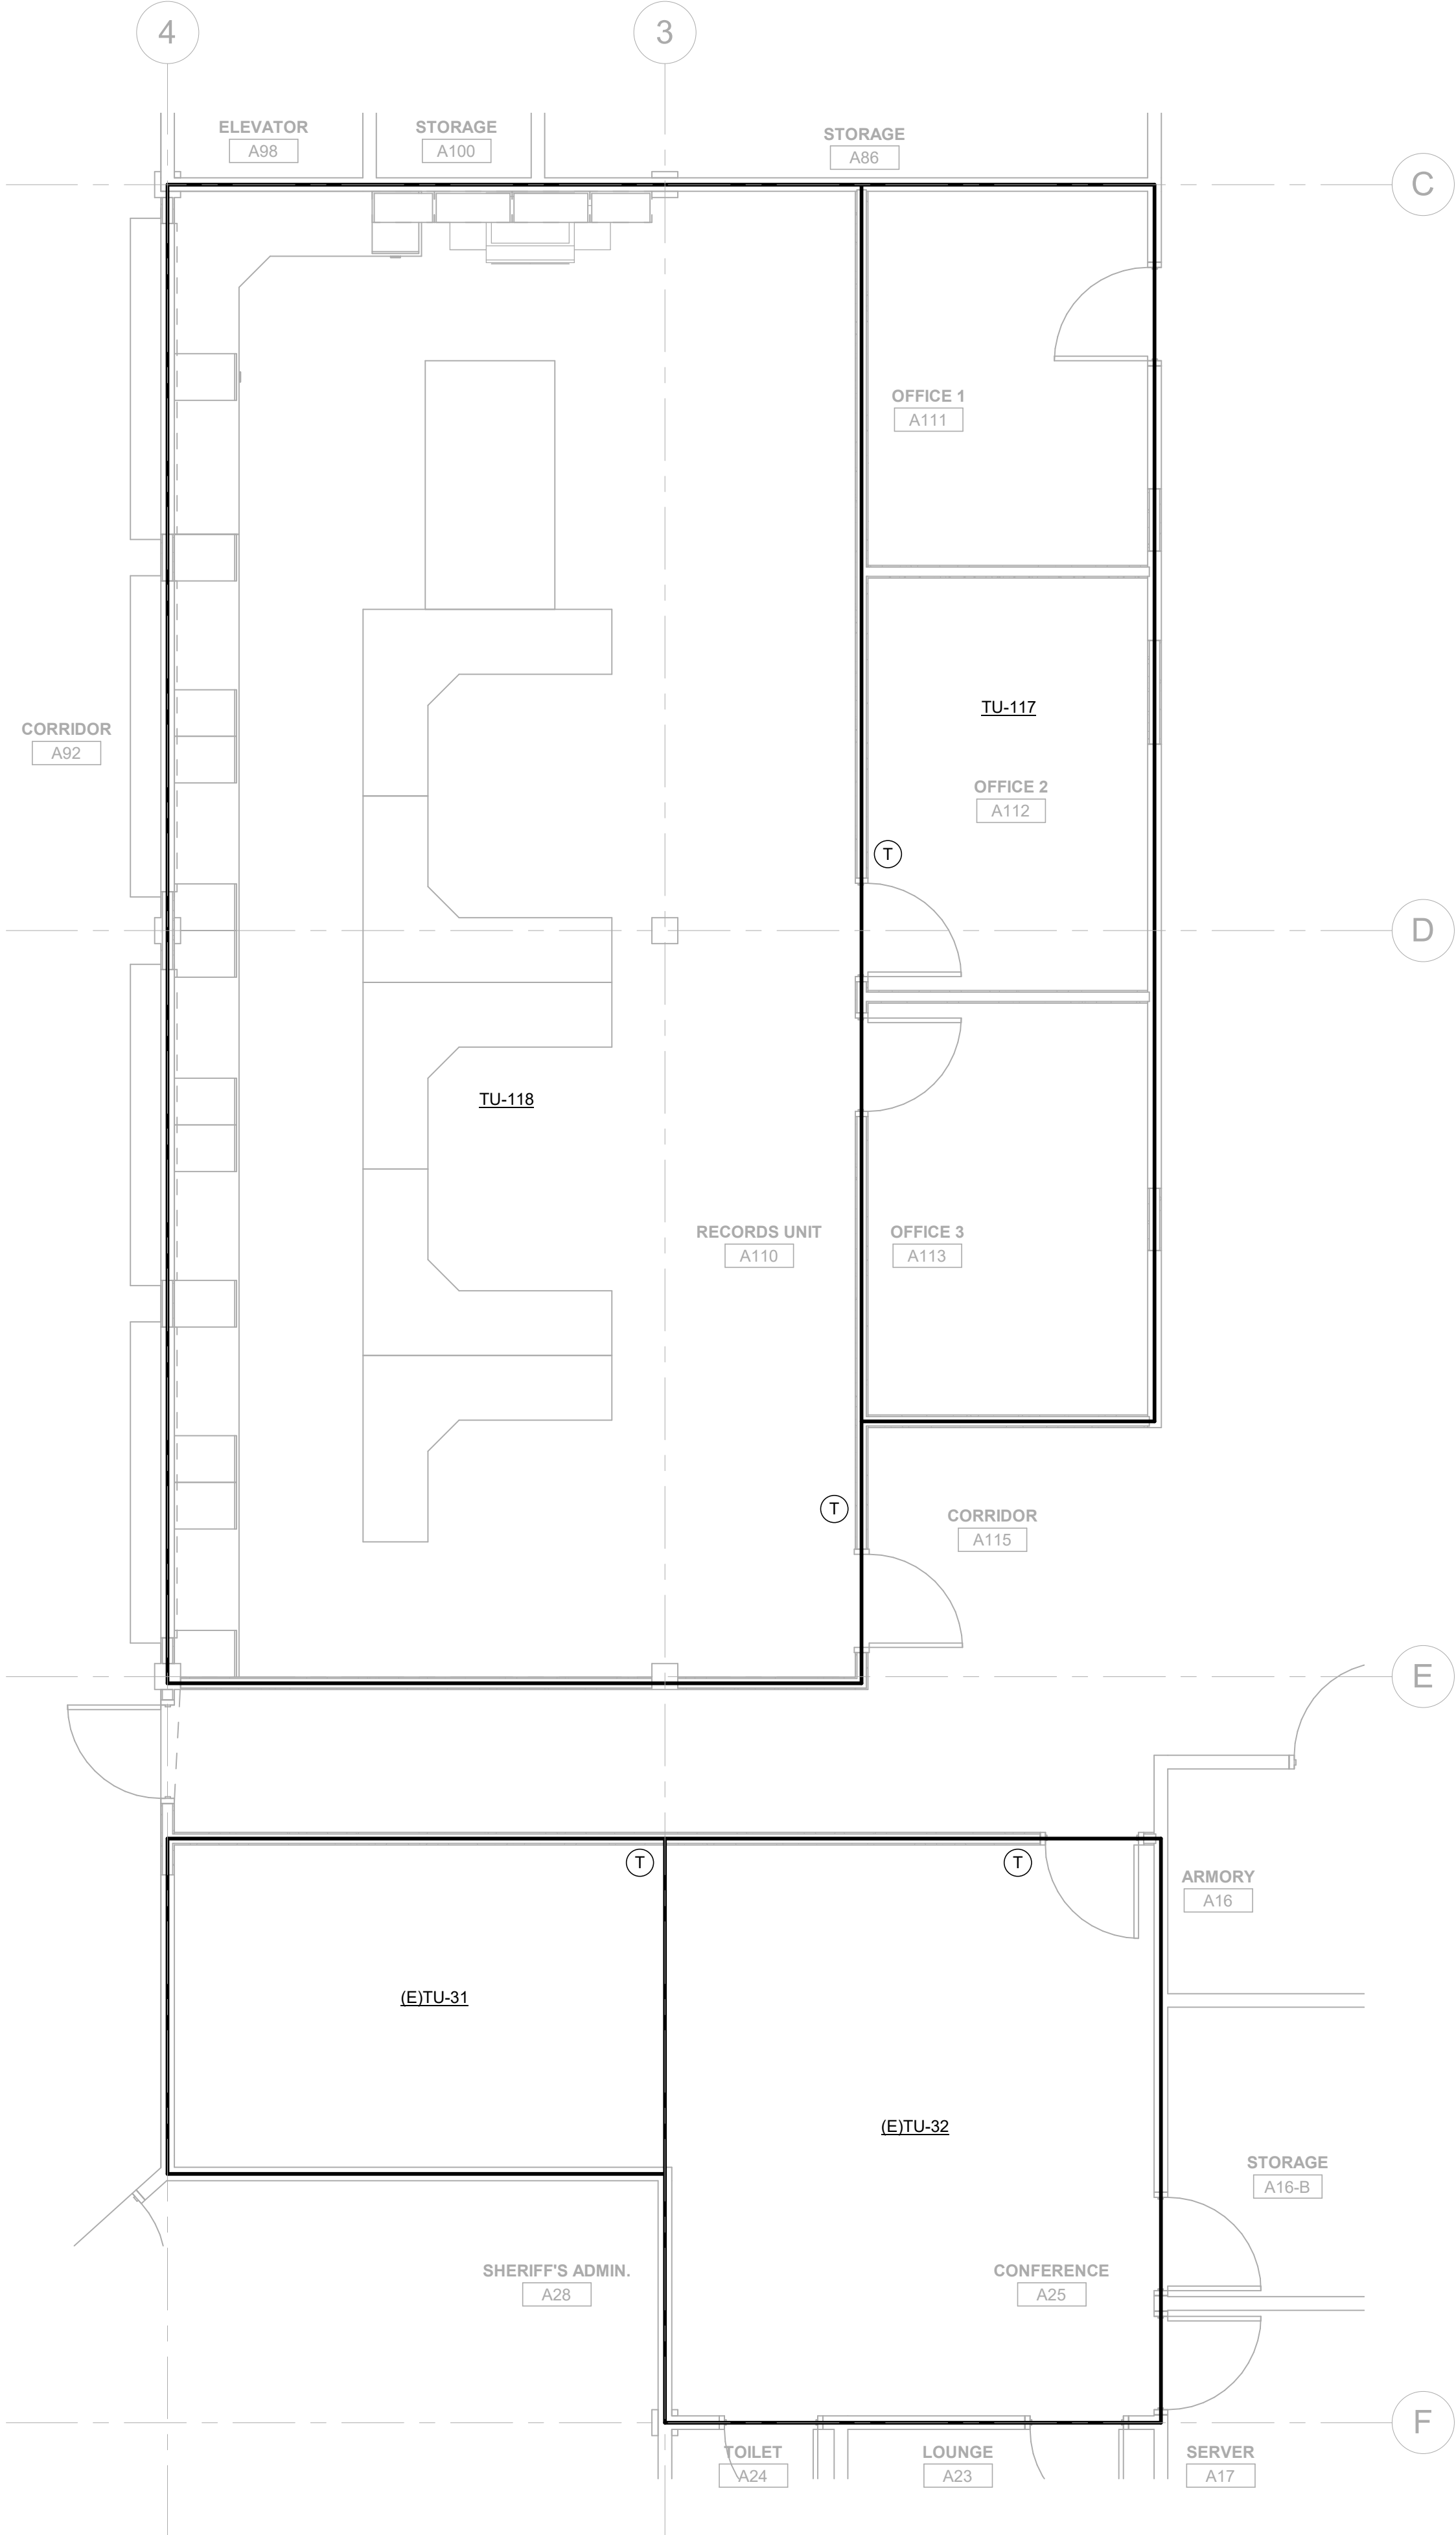 4
3
ELEVATOR
A98
STORAGE
A100
STORAGE
A86
C
OFFICE 1
A111
TU-117
CORRIDOR
A92
OFFICE 2
A112
T
D
TU-118
RECORDS UNIT
A110
OFFICE 3
A113
T
CORRIDOR
A115
E
T
T
ARMORY
A16
(E)TU-31
(E)TU-32
STORAGE
A16-B
SHERIFF'S ADMIN.
A28
CONFERENCE
A25
F
TOILET
A24
LOUNGE
A23
SERVER
A17